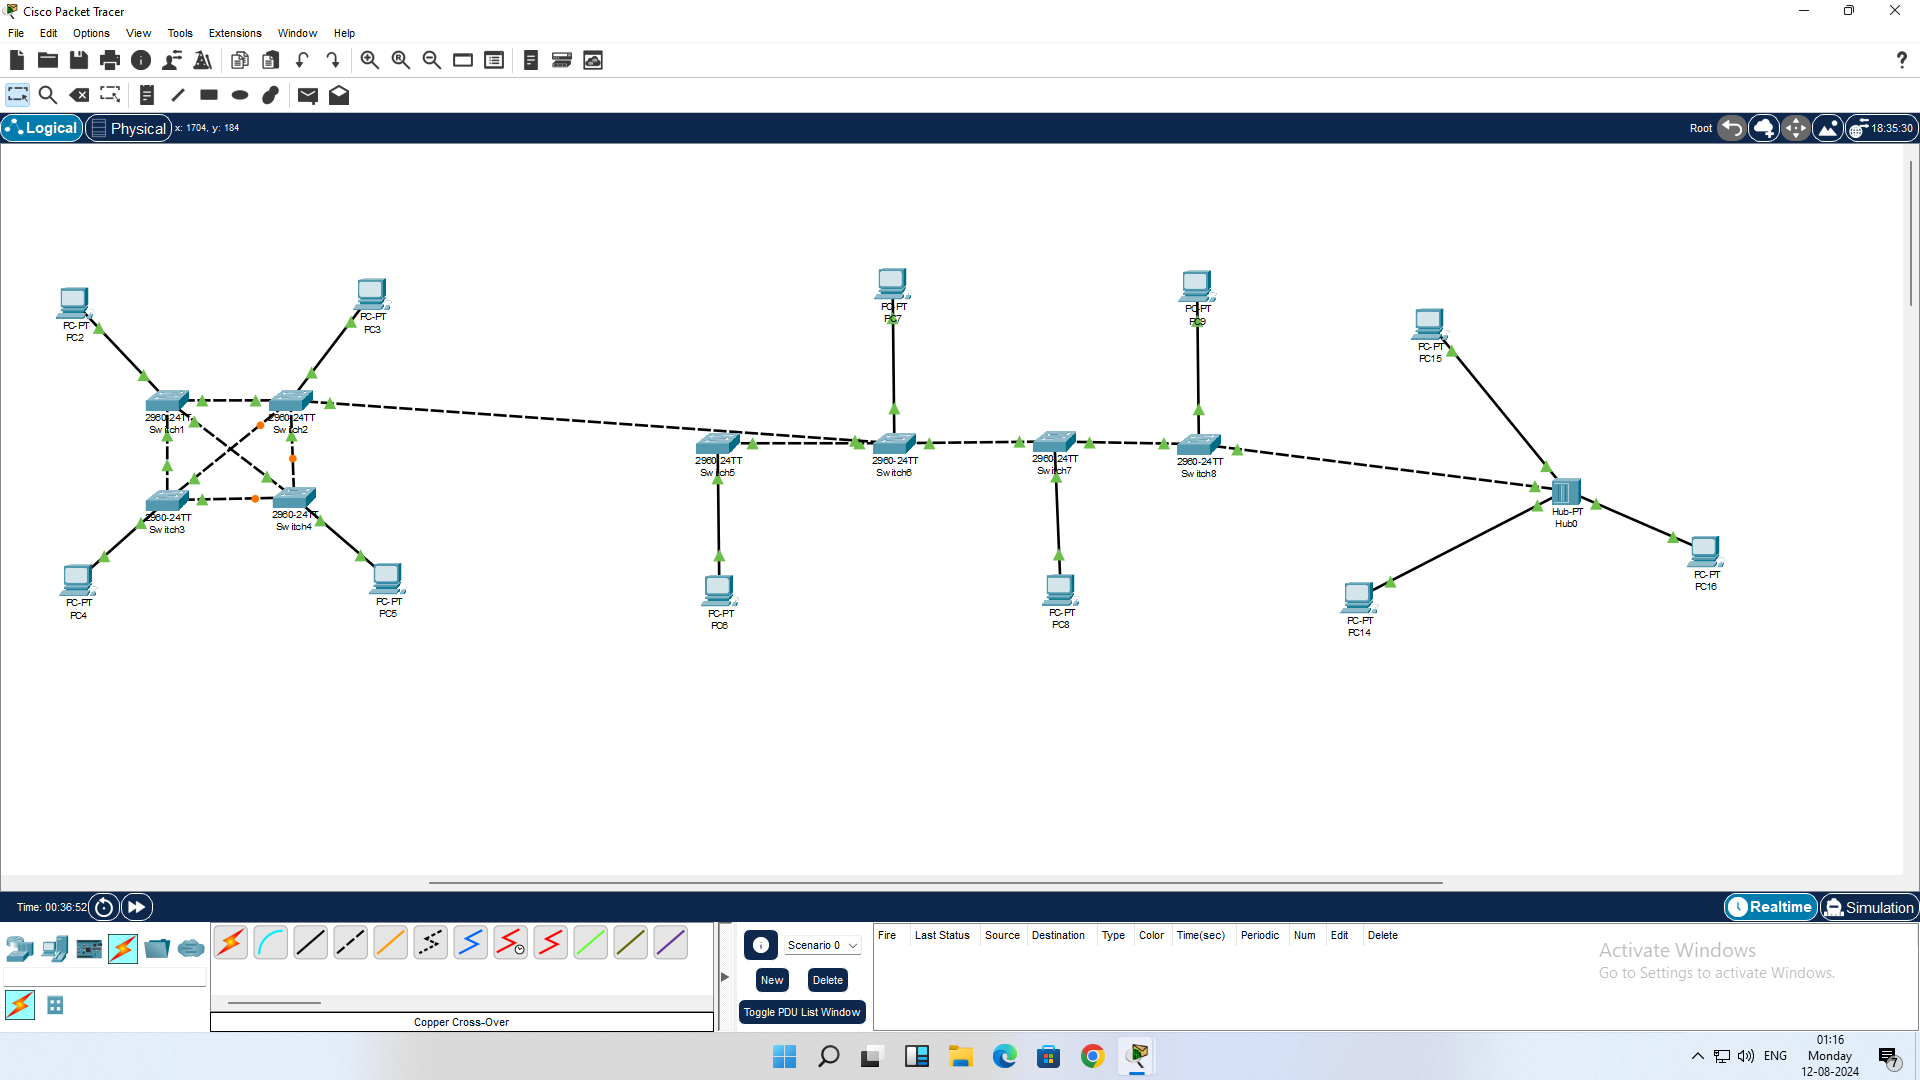 Cisco Packet Tracer
File Edit Options View Tools Extensions Window Help
Logical Physical x: 1704, y: 184
Root 18:35:30
PC-PT
PC2
PC-PT
PC3
PC-PT
PC7
PC-PT
PC9
PC-PT
PC15
2960-24TT
Switch1
2960-24TT
Switch2
2960-24TT
Switch5
2960-24TT
Switch6
2960-24TT
Switch7
2960-24TT
Switch8
2960-24TT
Switch3
2960-24TT
Switch4
Hub-PT
Hub0
PC-PT
PC4
PC-PT
PC5
PC-PT
PC6
PC-PT
PC8
PC-PT
PC14
PC-PT
PC16
Time: 00:36:52
Realtime Simulation
Scenario 0
New Delete
Toggle PDU List Window
Fire Last Status Source Destination Type Color Time(sec) Periodic Num Edit Delete
Copper Cross-Over
Activate Windows
Go to Settings to activate Windows.
ENG
01:16
Monday
12-08-2024
7